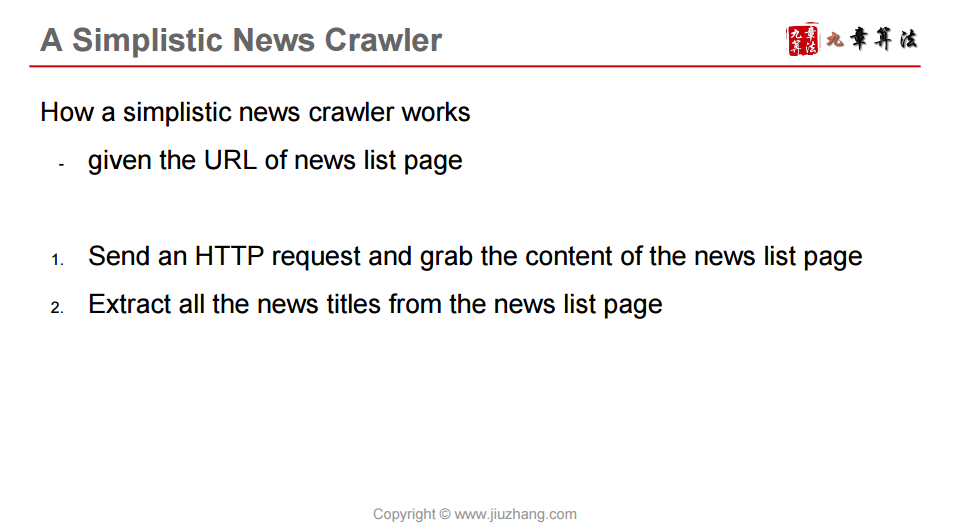 A Simplistic News Crawler
九章算法 九章算法
How a simplistic news crawler works
- given the URL of news list page
1. Send an HTTP request and grab the content of the news list page
2. Extract all the news titles from the news list page
Copyright © www.jiuzhang.com